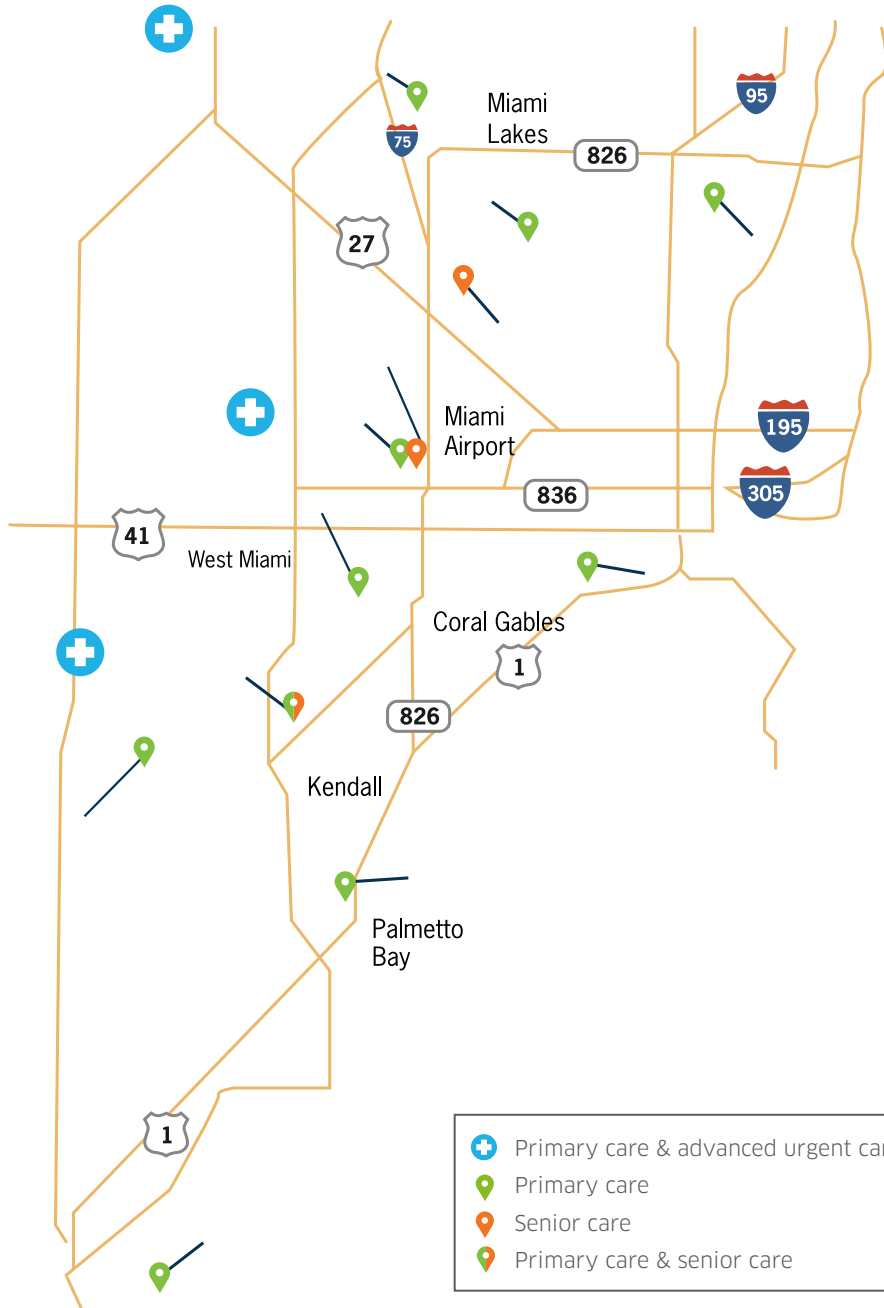 95
Miami
Lakes
75
826
27
Miami
Airport
195
836
305
41
West Miami
Coral Gables
1
826
Kendall
Palmetto
Bay
1
Primary care & advanced urgent car
Primary care
Senior care
Primary care & senior care